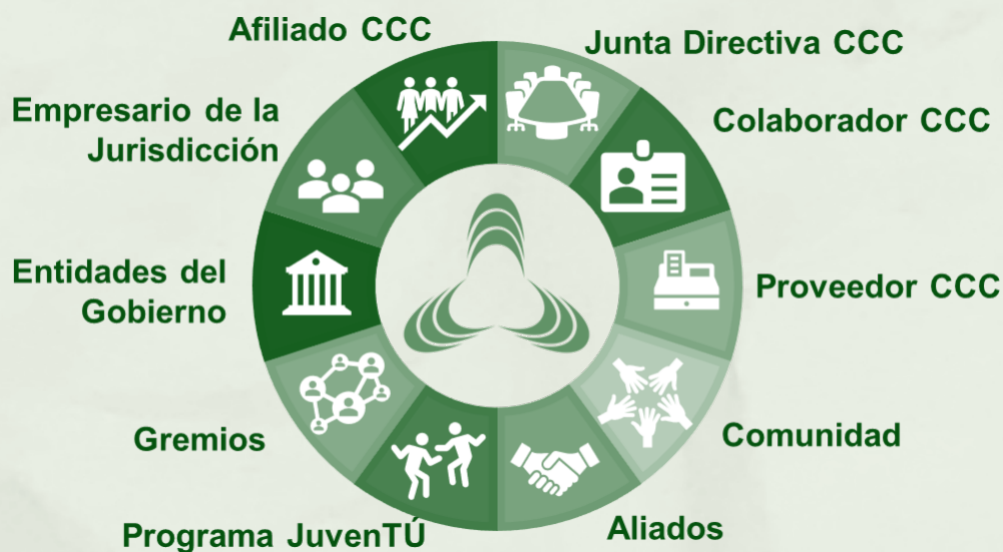 Afiliado CCC
Junta Directiva CCC
Empresario de la
Jurisdicción
Colaborador CCC
Entidades del
Gobierno
Proveedor CCC
Gremios
Comunidad
Programa JuvenTÚ
Aliados